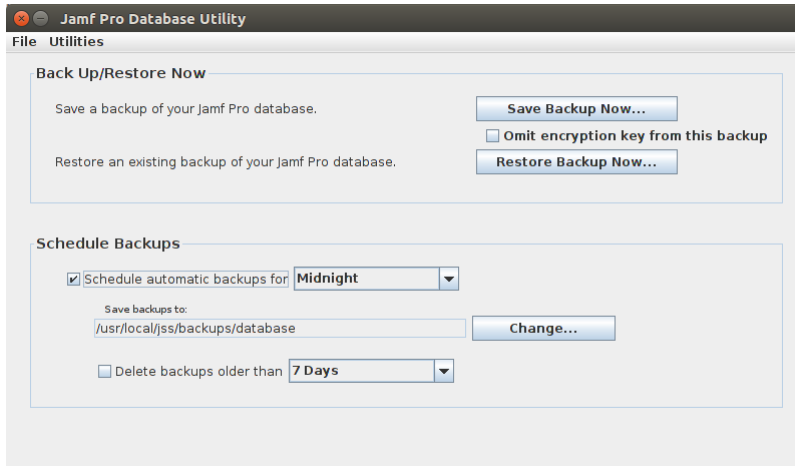 Jamf Pro Database Utility
File Utilities
Back Up/Restore Now
Save a backup of your Jamf Pro database.
Save Backup Now...
Omit encryption key from this backup
Restore an existing backup of your Jamf Pro database.
Restore Backup Now...
Schedule Backups
Schedule automatic backups for Midnight
Save backups to:
/usr/local/jss/backups/database
Change...
Delete backups older than 7 Days